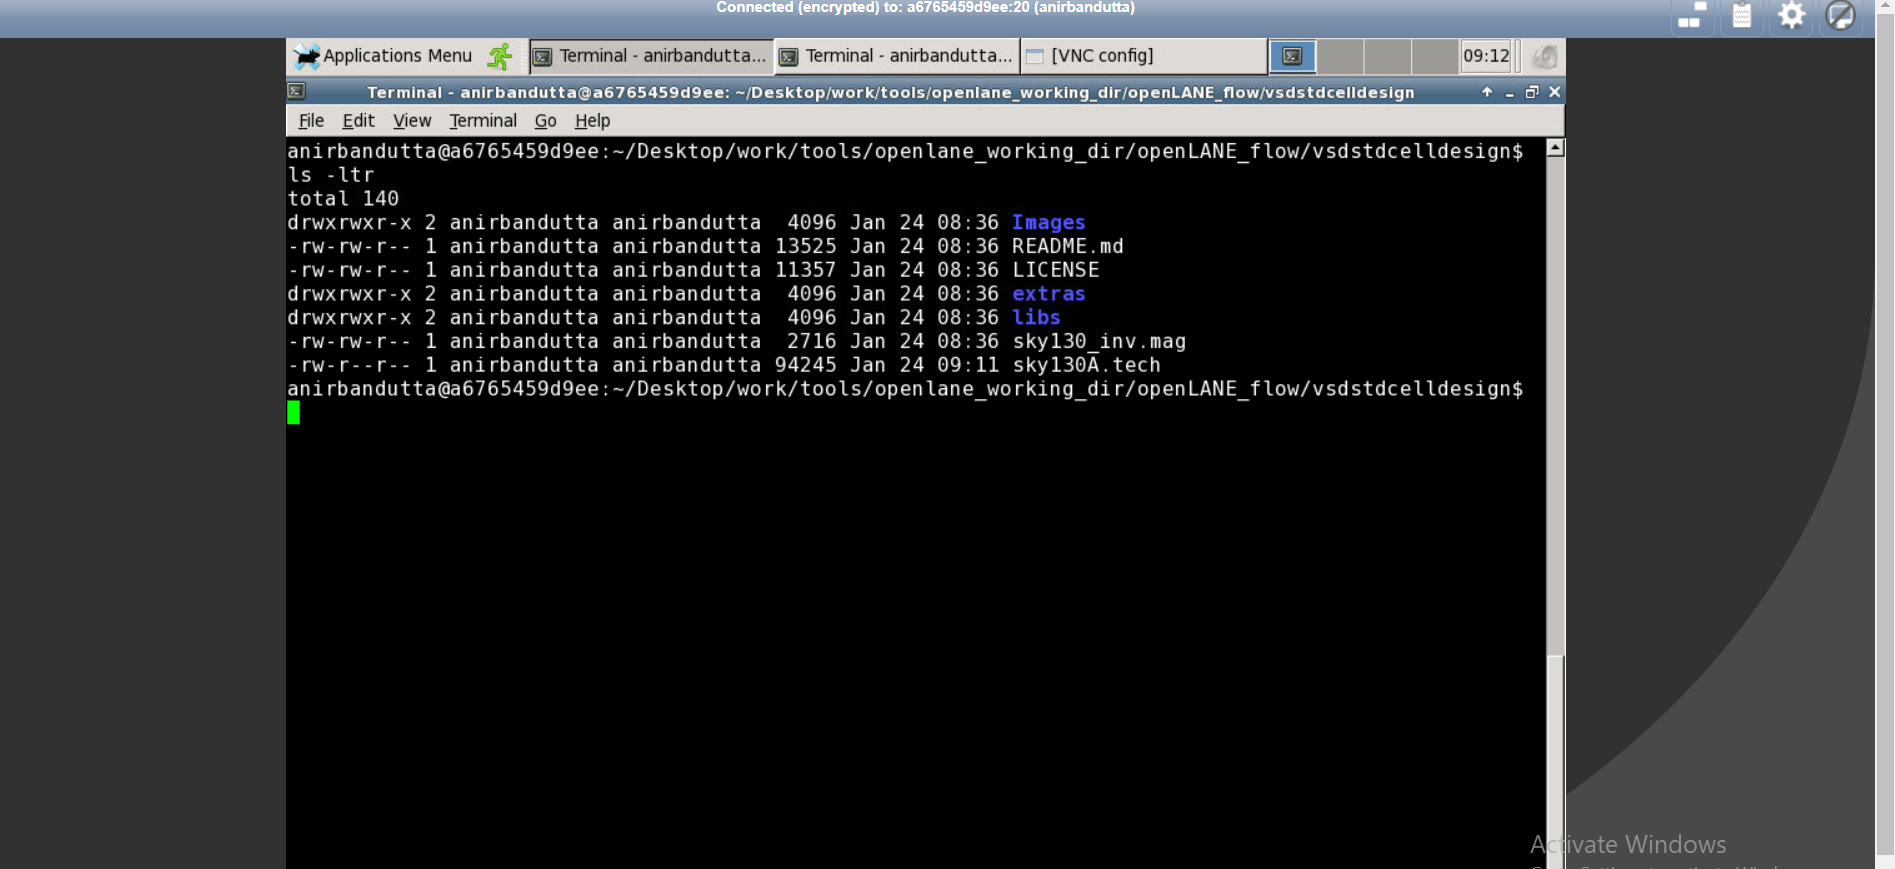 Connected (encrypted) to: a6765459d9ee:20 (anirbandutta)
Applications Menu Terminal - anirbandutta... Terminal - anirbandutta... [VNC config] 09:12
Terminal - anirbandutta@a6765459d9ee: ~/Desktop/work/tools/openlane_working_dir/openLANE_flow/vsdstdcelldesign
File Edit View Terminal Go Help
anirbandutta@a6765459d9ee:~/Desktop/work/tools/openlane_working_dir/openLANE_flow/vsdstdcelldesign$
ls -ltr
total 140
drwxrwxr-x 2 anirbandutta anirbandutta  4096 Jan 24 08:36 Images
-rw-rw-r-- 1 anirbandutta anirbandutta 13525 Jan 24 08:36 README.md
-rw-rw-r-- 1 anirbandutta anirbandutta 11357 Jan 24 08:36 LICENSE
drwxrwxr-x 2 anirbandutta anirbandutta  4096 Jan 24 08:36 extras
drwxrwxr-x 2 anirbandutta anirbandutta  4096 Jan 24 08:36 libs
-rw-rw-r-- 1 anirbandutta anirbandutta  2716 Jan 24 08:36 sky130_inv.mag
-rw-r--r-- 1 anirbandutta anirbandutta 94245 Jan 24 09:11 sky130A.tech
anirbandutta@a6765459d9ee:~/Desktop/work/tools/openlane_working_dir/openLANE_flow/vsdstdcelldesign$
Activate Windows